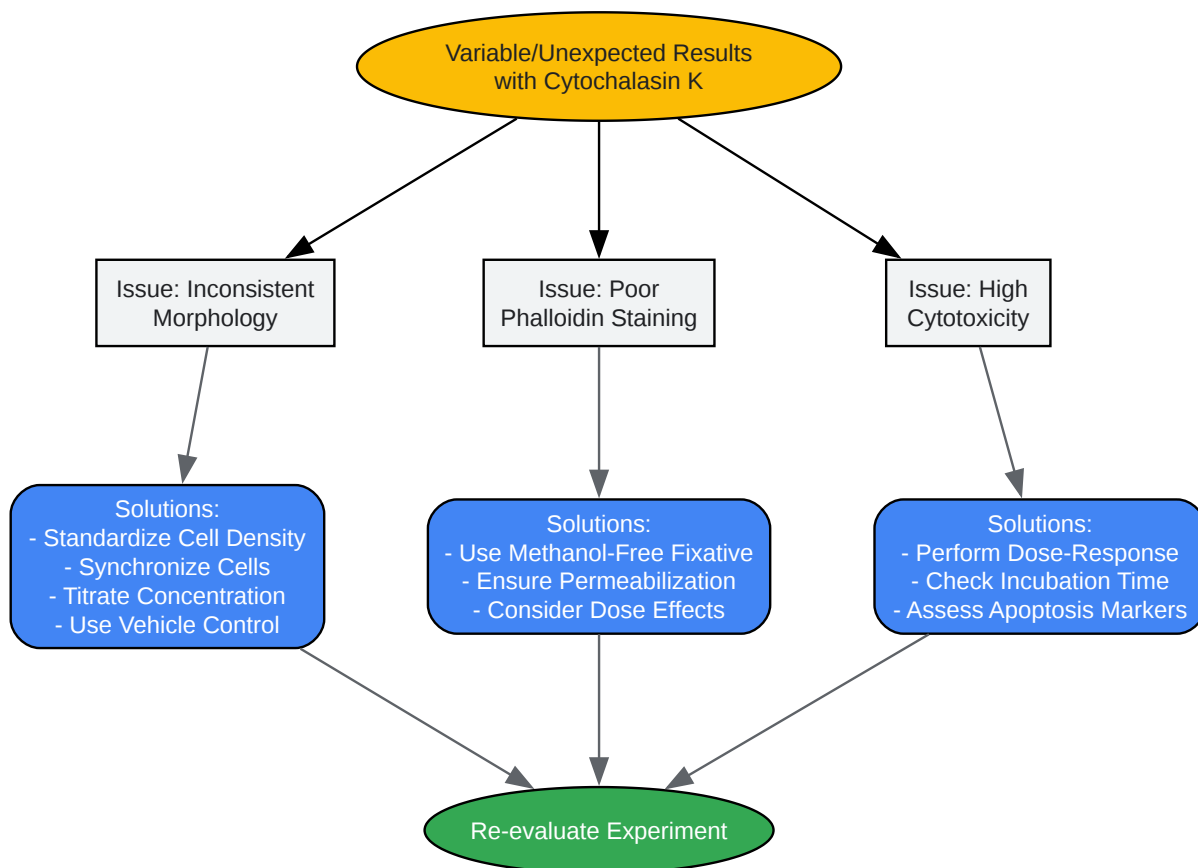 Variable/Unexpected Results
with Cytochalasin K
Issue: Inconsistent
Morphology
Issue: Poor
Phalloidin Staining
Issue: High
Cytotoxicity
Solutions:
- Standardize Cell Density
- Synchronize Cells
- Titrate Concentration
- Use Vehicle Control
Solutions:
- Use Methanol-Free Fixative
- Ensure Permeabilization
- Consider Dose Effects
Solutions:
- Perform Dose-Response
- Check Incubation Time
- Assess Apoptosis Markers
Re-evaluate Experiment